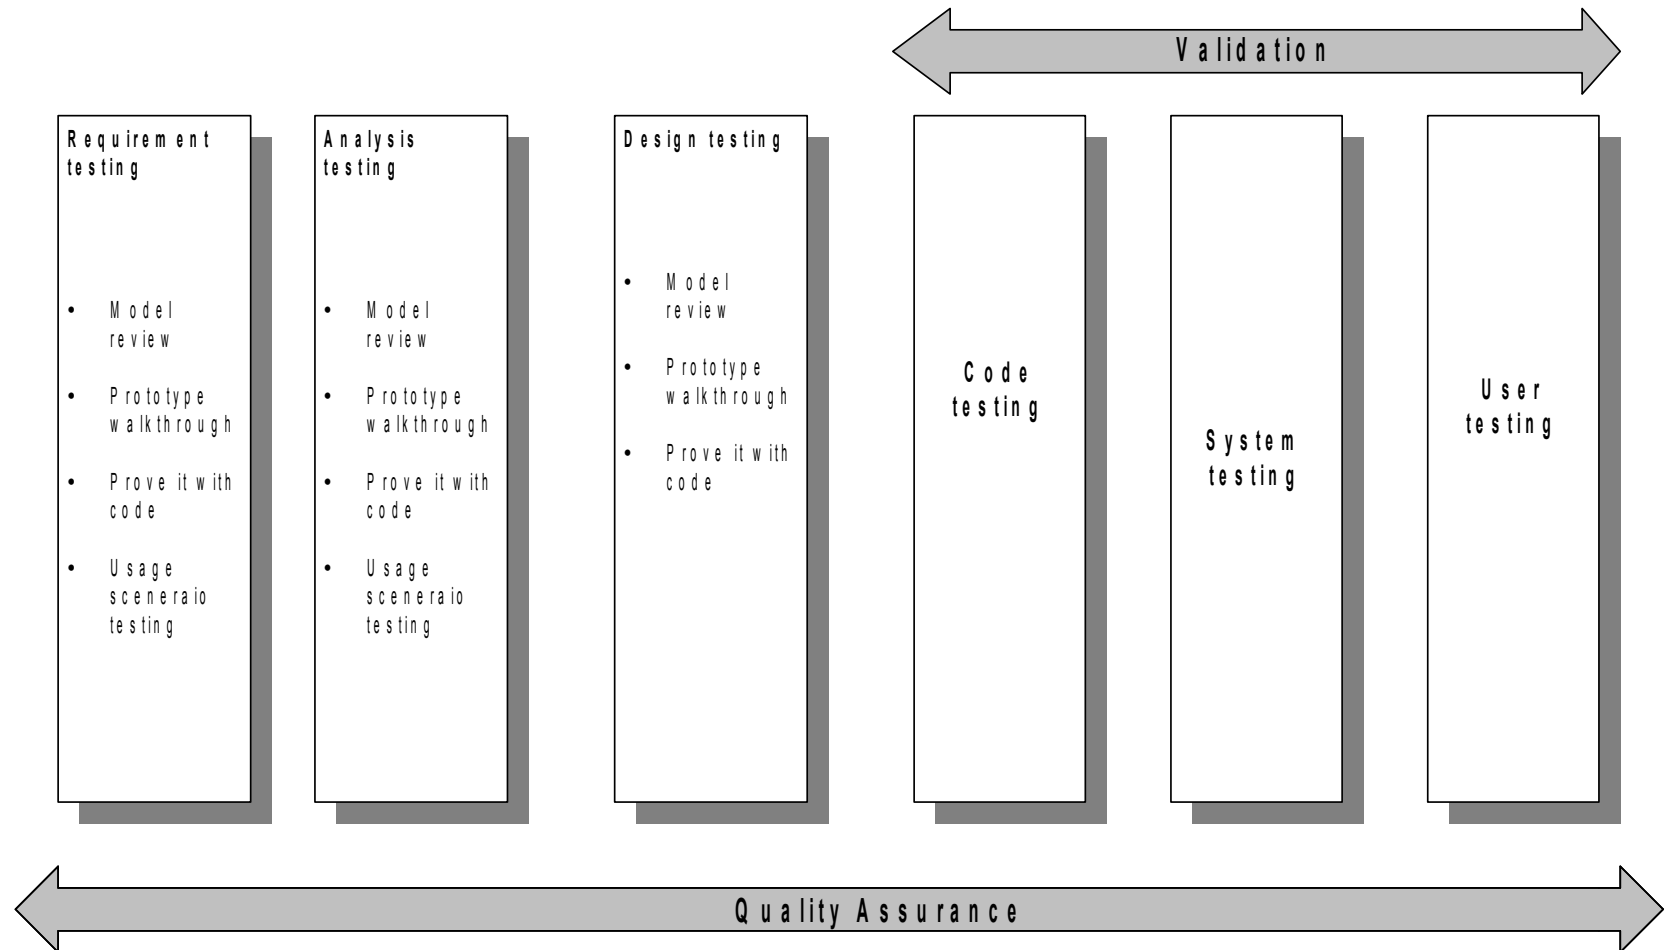 Validation
Requirement
testing
• Model
review
• Prototype
walkthrough
• Prove it with
code
• Usage
sceneraio
testing
Analysis
testing
• Model
review
• Prototype
walkthrough
• Prove it with
code
• Usage
sceneraio
testing
Design testing
• Model
review
• Prototype
walkthrough
• Prove it with
code
Code
testing
System
testing
User
testing
Quality Assurance